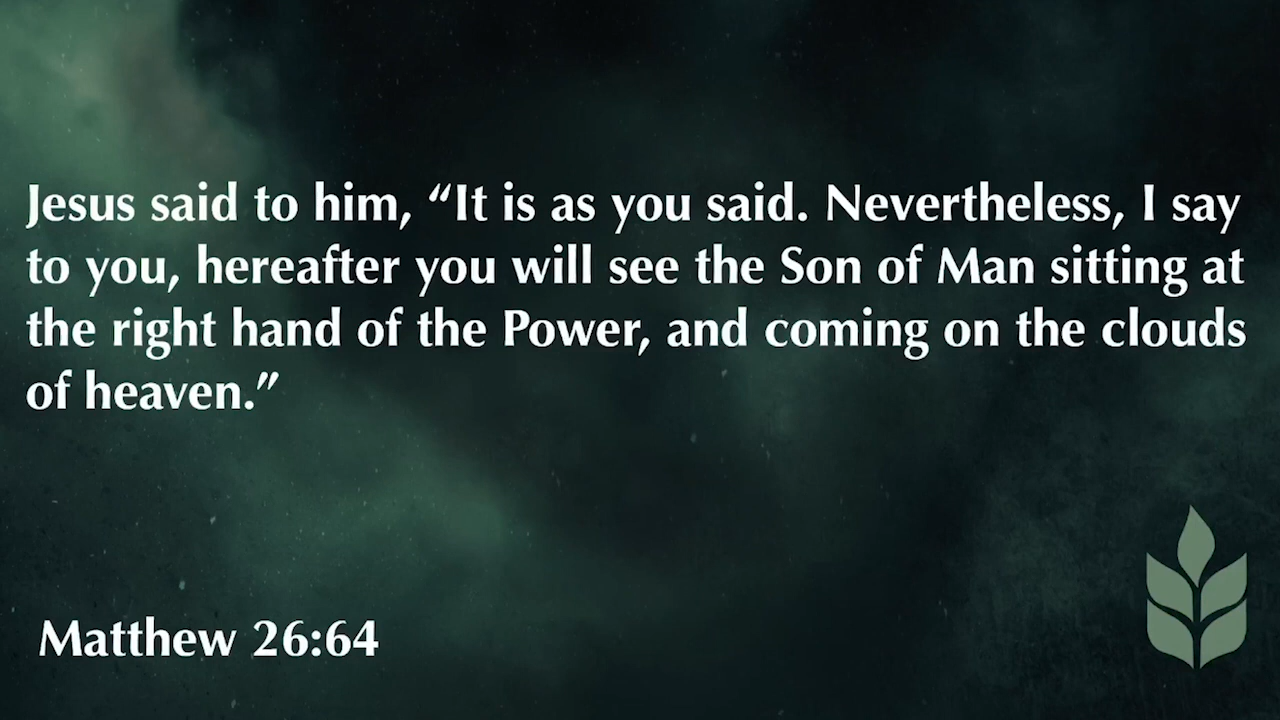 Jesus said to him, “It is as you said. Nevertheless, I say
to you, hereafter you will see the Son of Man sitting at
the right hand of the Power, and coming on the clouds
of heaven.”
Matthew 26:64